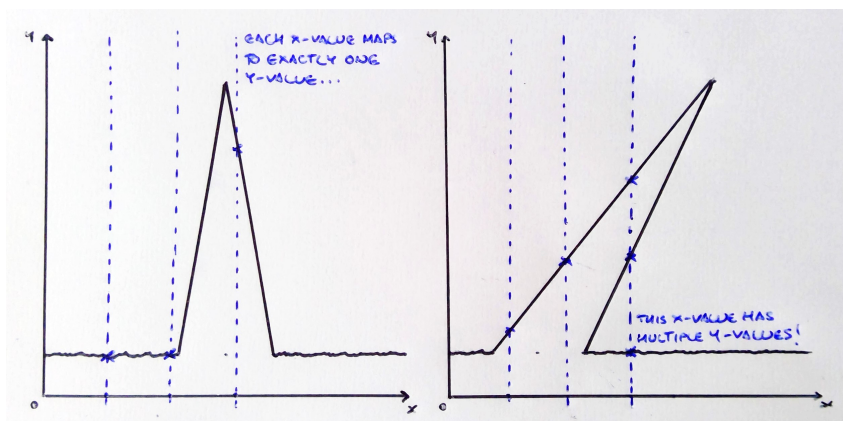 Y
EACH X-VALUE MAPS
TO EXACTLY ONE
Y-VALUE...
0
X
Y
THIS X-VALUE HAS
MULTIPLE Y-VALUES!
0
X